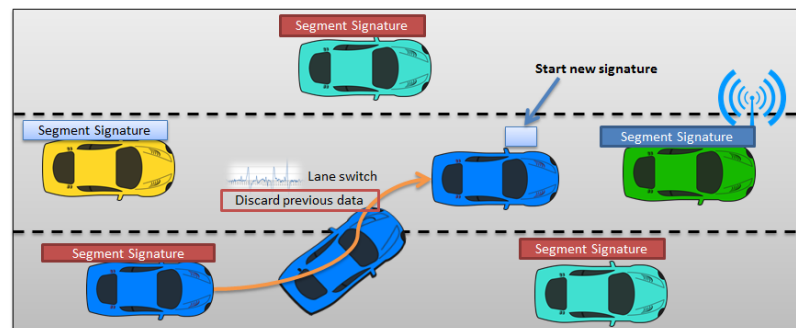 Segment Signature
Start new signature
Segment Signature
Segment Signature
Lane switch
Discard previous data
Segment Signature
Segment Signature